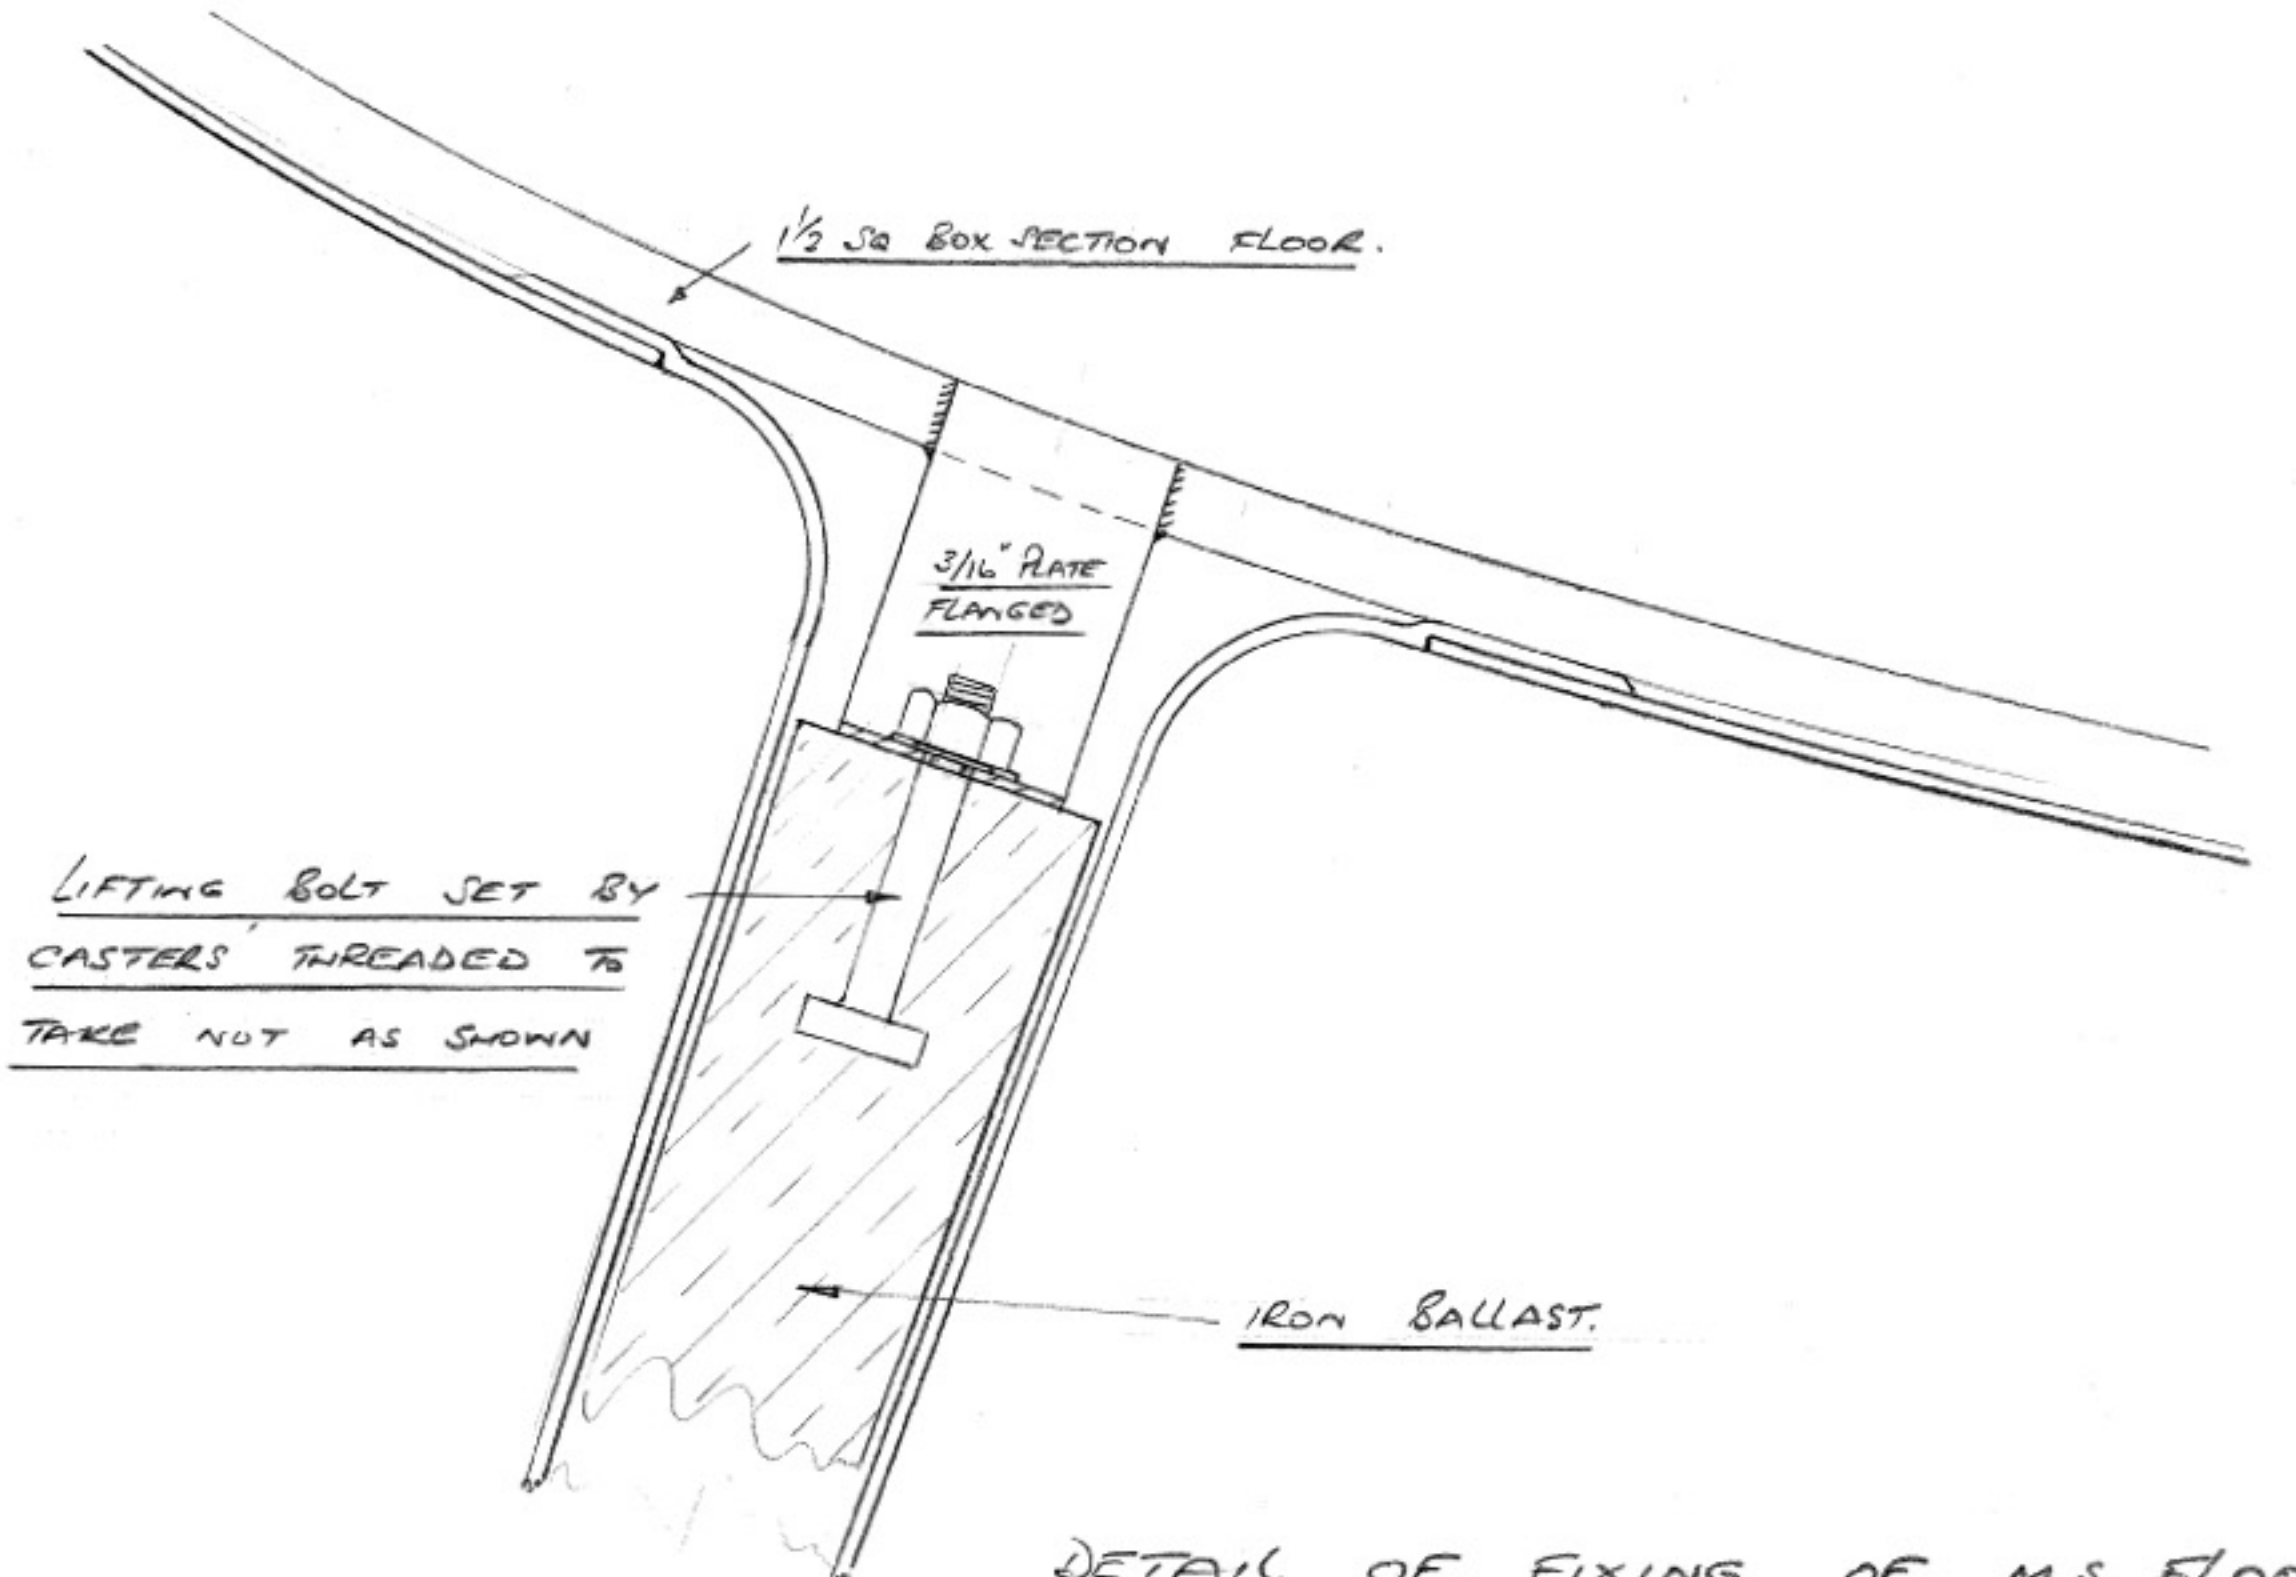 1½ SQ BOX SECTION FLOOR.
3/16" PLATE
FLANGED
LIFTING BOLT SET BY
CASTERS' THREADED TO
TAKE NUT AS SHOWN
IRON BALLAST.
DETAIL OF FIXING OF M.S.